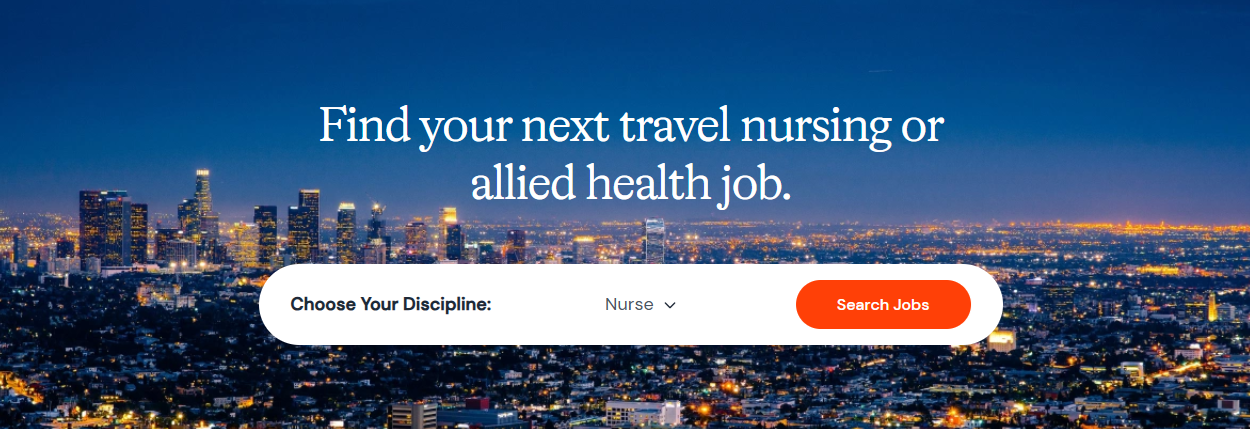 Find your next travel nursing or
allied health job.
Choose Your Discipline: Nurse Search Jobs